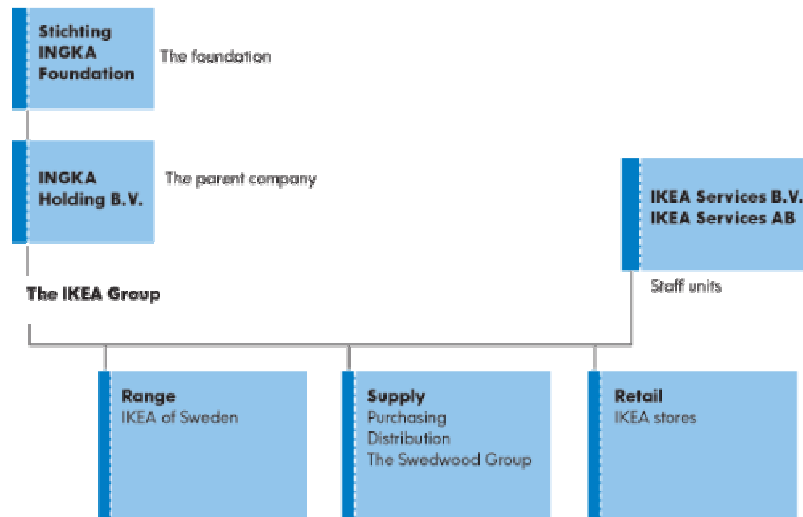 Stichting
INGKA
Foundation
The foundation
INGKA
Holding B.V.
The parent company
IKEA Services B.V.
IKEA Services AB
Staff units
The IKEA Group
Range
IKEA of Sweden
Supply
Purchasing
Distribution
The Swedwood Group
Retail
IKEA stores